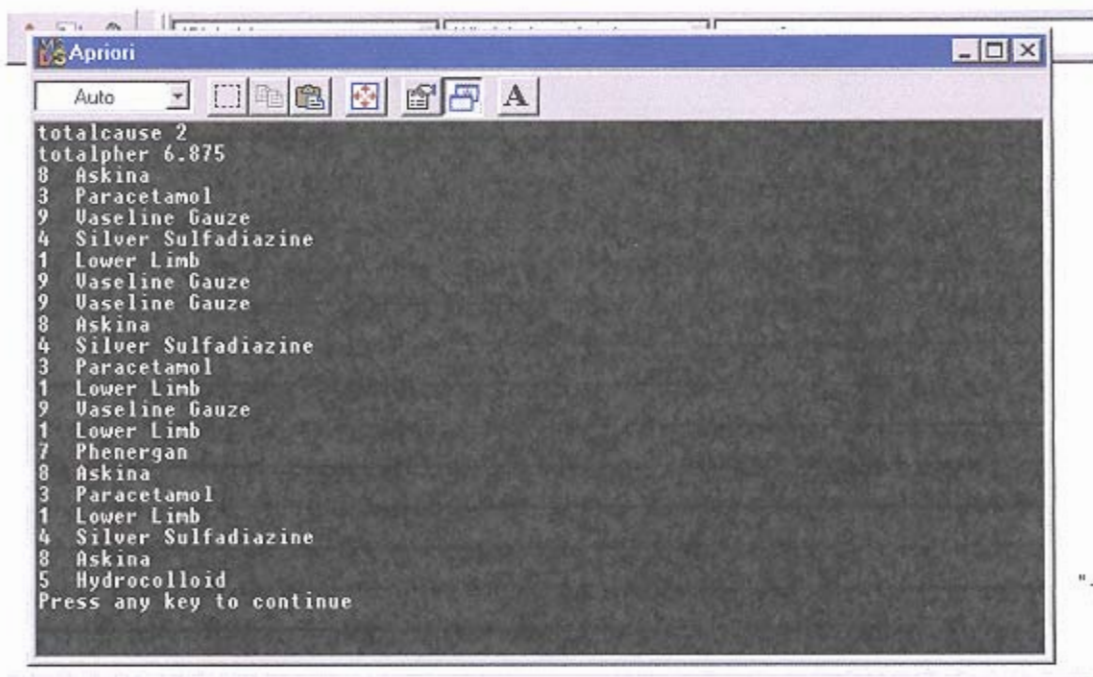 Apriori
Auto A
totalcause 2
totalpher 6.875
8 Askina
3 Paracetamol
9 Vaseline Gauze
4 Silver Sulfadiazine
1 Lower Limb
9 Vaseline Gauze
9 Vaseline Gauze
8 Askina
4 Silver Sulfadiazine
3 Paracetamol
1 Lower Limb
9 Vaseline Gauze
1 Lower Limb
7 Phenergan
8 Askina
3 Paracetamol
1 Lower Limb
4 Silver Sulfadiazine
8 Askina
5 Hydrocolloid
Press any key to continue